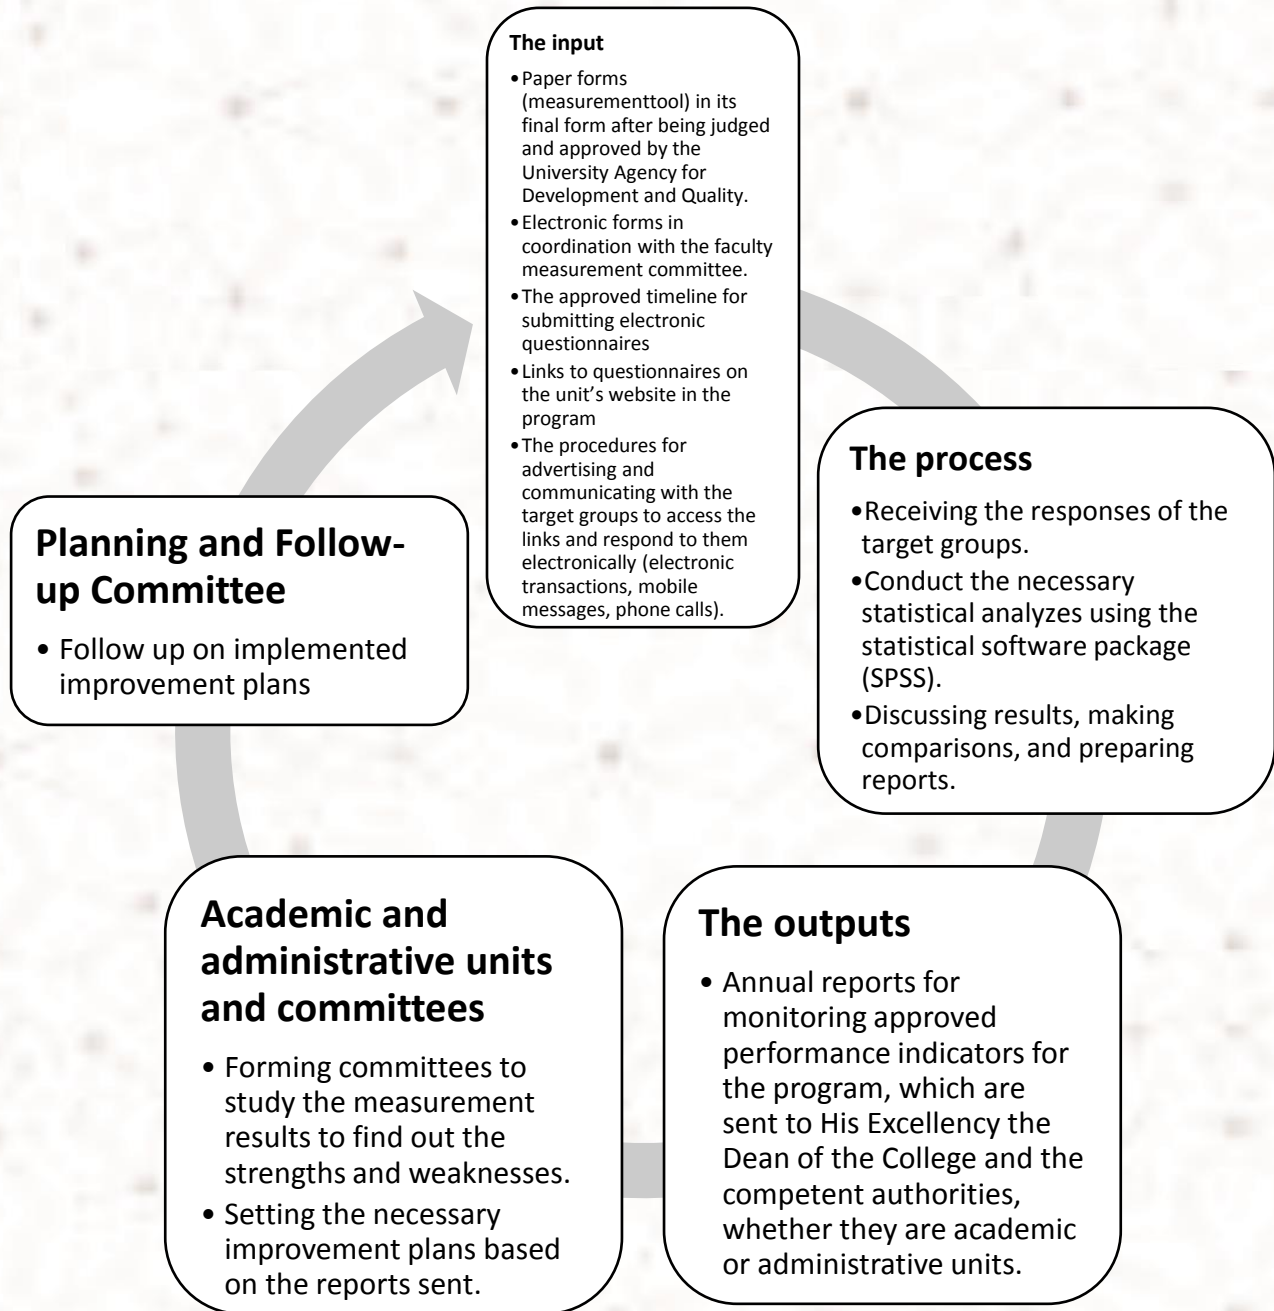 The input
•Paper forms
(measurementtool) in its
final form after being judged
and approved by the
University Agency for
Development and Quality.
•Electronic forms in
coordination with the faculty
measurement committee.
•The approved timeline for
submitting electronic
questionnaires
•Links to questionnaires on
the unit's website in the
program
•The procedures for
advertising and
communicating with the
target groups to access the
links and respond to them
electronically (electronic
transactions, mobile
messages, phone calls).
The process
•Receiving the responses of the
target groups.
•Conduct the necessary
statistical analyzes using the
statistical software package
(SPSS).
•Discussing results, making
comparisons, and preparing
reports.
The outputs
• Annual reports for
monitoring approved
performance indicators for
the program, which are
sent to His Excellency the
Dean of the College and the
competent authorities,
whether they are academic
or administrative units.
Academic and
administrative units
and committees
• Forming committees to
study the measurement
results to find out the
strengths and weaknesses.
• Setting the necessary
improvement plans based
on the reports sent.
Planning and Follow-
up Committee
• Follow up on implemented
improvement plans